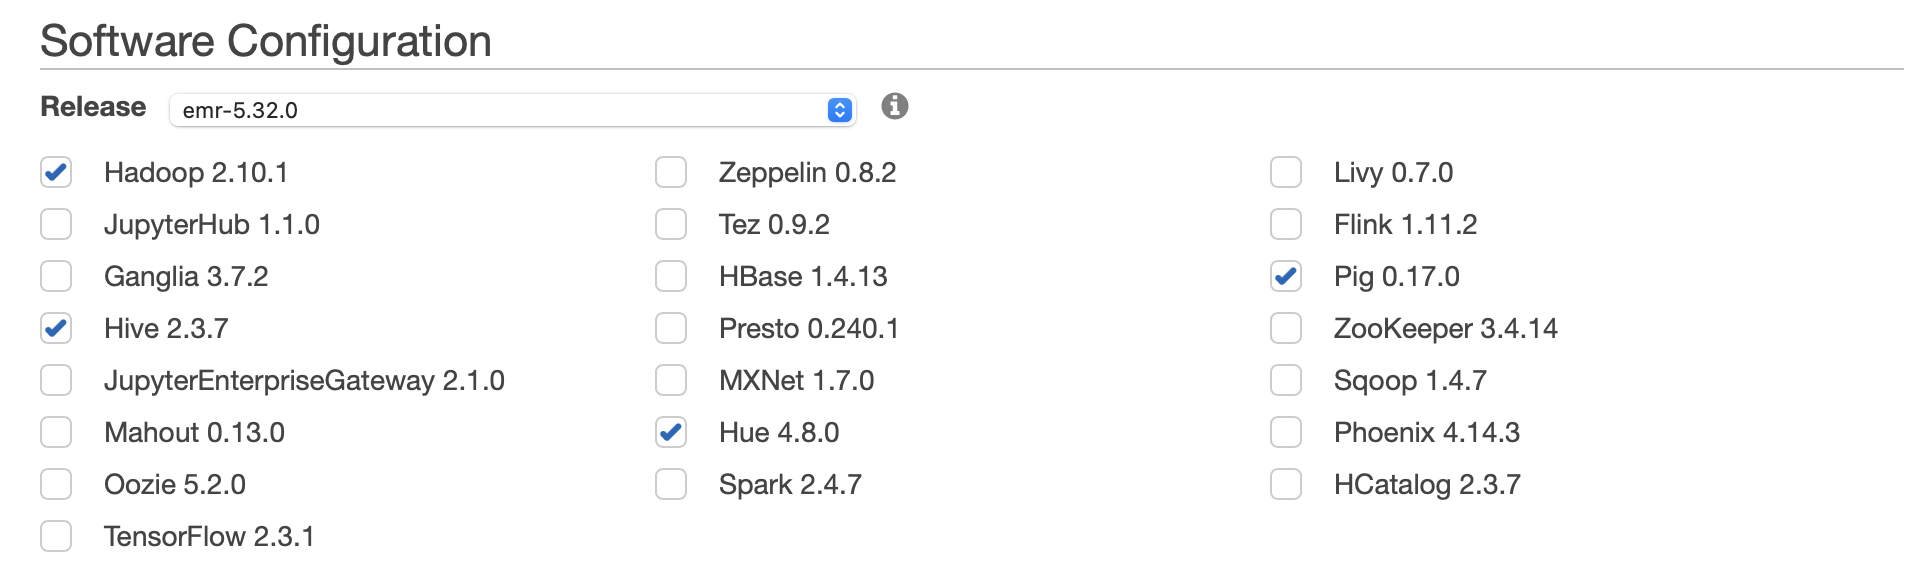 Software Configuration
Release emr-5.32.0
Hadoop 2.10.1 Zeppelin 0.8.2 Livy 0.7.0
JupyterHub 1.1.0 Tez 0.9.2 Flink 1.11.2
Ganglia 3.7.2 HBase 1.4.13 Pig 0.17.0
Hive 2.3.7 Presto 0.240.1 ZooKeeper 3.4.14
JupyterEnterpriseGateway 2.1.0 MXNet 1.7.0 Sqoop 1.4.7
Mahout 0.13.0 Hue 4.8.0 Phoenix 4.14.3
Oozie 5.2.0 Spark 2.4.7 HCatalog 2.3.7
TensorFlow 2.3.1